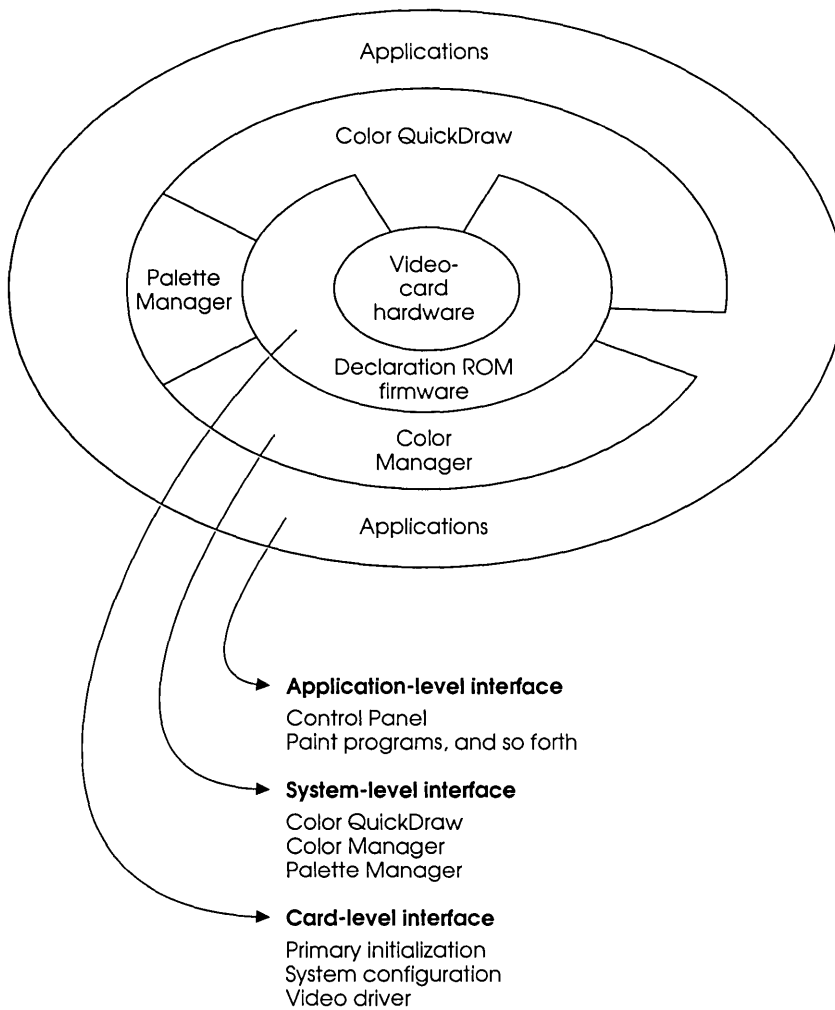 Applications
Color QuickDraw
Palette
Manager
Video-
card
hardware
Declaration ROM
firmware
Color
Manager
Applications
Application-level interface
Control Panel
Paint programs, and so forth
System-level interface
Color QuickDraw
Color Manager
Palette Manager
Card-level interface
Primary initialization
System configuration
Video driver